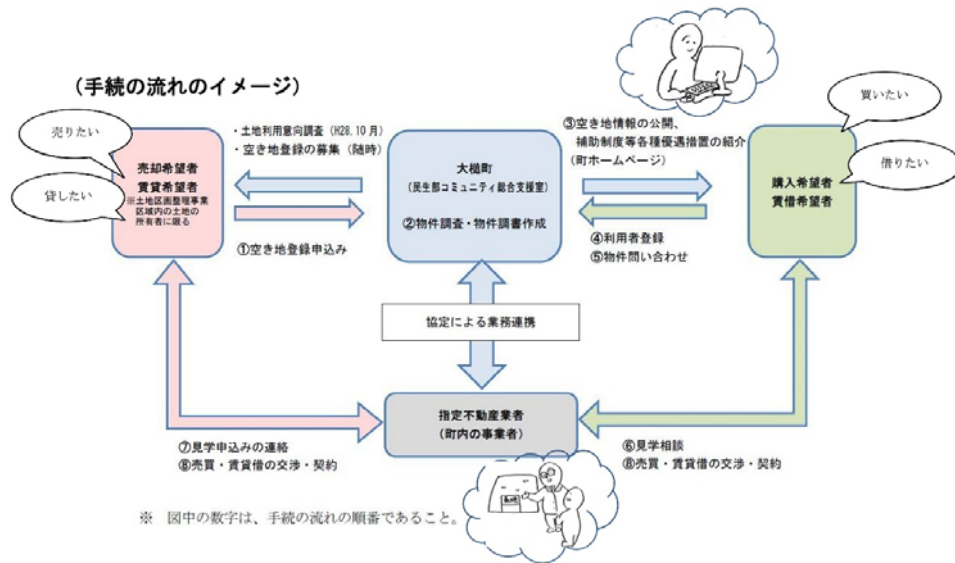 (手続の流れのイメージ)
売りたい
貸したい
売却希望者
賃貸希望者
※土地区画整理事業
区域内の土地の
所有者に限る
・土地利用意向調査(H28.10月)
・空き地登録の募集(随時)
①空き地登録申込み
大槌町
(民生部コミュニティ総合支援室)
②物件調査・物件調書作成
③空き地情報の公開、
補助制度等各種優遇措置の紹介
(町ホームページ)
④利用者登録
⑤物件問い合わせ
買いたい
借りたい
購入希望者
賃借希望者
協定による業務連携
指定不動産業者
(町内の事業者)
⑦見学申込みの連絡
⑧売買・賃貸借の交渉・契約
⑥見学相談
⑧売買・賃貸借の交渉・契約
※ 図中の数字は、手続の流れの順番であること。